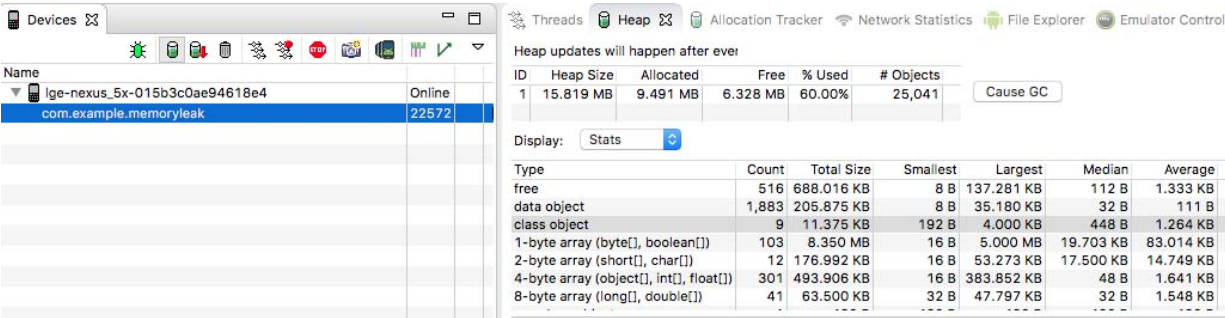 Devices
Threads Heap Allocation Tracker Network Statistics File Explorer Emulator Control
Heap updates will happen after ever
Name
lge-nexus_5x-015b3c0ae94618e4 Online
com.example.memoryleak 22572
ID Heap Size Allocated Free % Used # Objects
1 15.819 MB 9.491 MB 6.328 MB 60.00% 25,041
Cause GC
Display: Stats
Type Count Total Size Smallest Largest Median Average
free 516 688.016 KB 8 B 137.281 KB 112 B 1.333 KB
data object 1,883 205.875 KB 8 B 35.180 KB 32 B 111 B
class object 9 11.375 KB 192 B 4.000 KB 448 B 1.264 KB
1-byte array (byte[], boolean[]) 103 8.350 MB 16 B 5.000 MB 19.703 KB 83.014 KB
2-byte array (short[], char[]) 12 176.992 KB 16 B 53.273 KB 17.500 KB 14.749 KB
4-byte array (object[], int[], float[]) 301 493.906 KB 16 B 383.852 KB 48 B 1.641 KB
8-byte array (long[], double[]) 41 63.500 KB 32 B 47.797 KB 32 B 1.548 KB